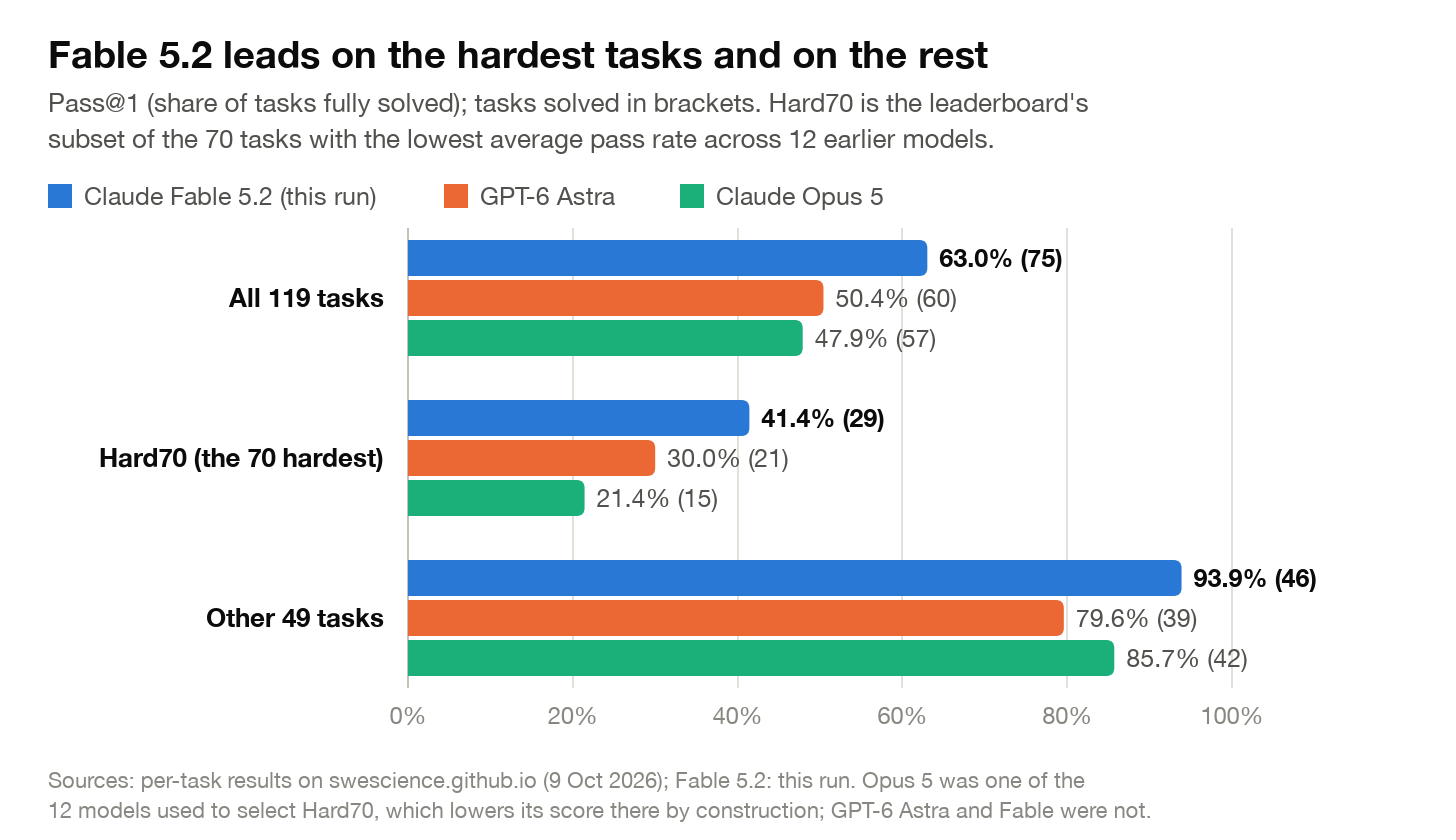 Fable 5.2 leads on the hardest tasks and on the rest
Pass@1 (share of tasks fully solved); tasks solved in brackets. Hard70 is the leaderboard's
subset of the 70 tasks with the lowest average pass rate across 12 earlier models.
Claude Fable 5.2 (this run) GPT-6 Astra Claude Opus 5
63.0% (75)
All 119 tasks 50.4% (60)
47.9% (57)
41.4% (29)
Hard70 (the 70 hardest) 30.0% (21)
21.4% (15)
93.9% (46)
Other 49 tasks 79.6% (39)
85.7% (42)
0% 20% 40% 60% 80% 100%
Sources: per-task results on swescience.github.io (9 Oct 2026); Fable 5.2: this run. Opus 5 was one of the
12 models used to select Hard70, which lowers its score there by construction; GPT-6 Astra and Fable were not.